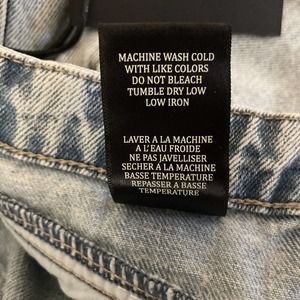 MACHINE WASH COLD
WITH LIKE COLORS
DO NOT BLEACH
TUMBLE DRY LOW
LOW IRON
LAVER A LA MACHINE
A L'EAU FROIDE
NE PAS JAVELLISER
SECHER A LA MACHINE
BASSE TEMPERATURE
REPASSER A BASSE
TEMPERATURE